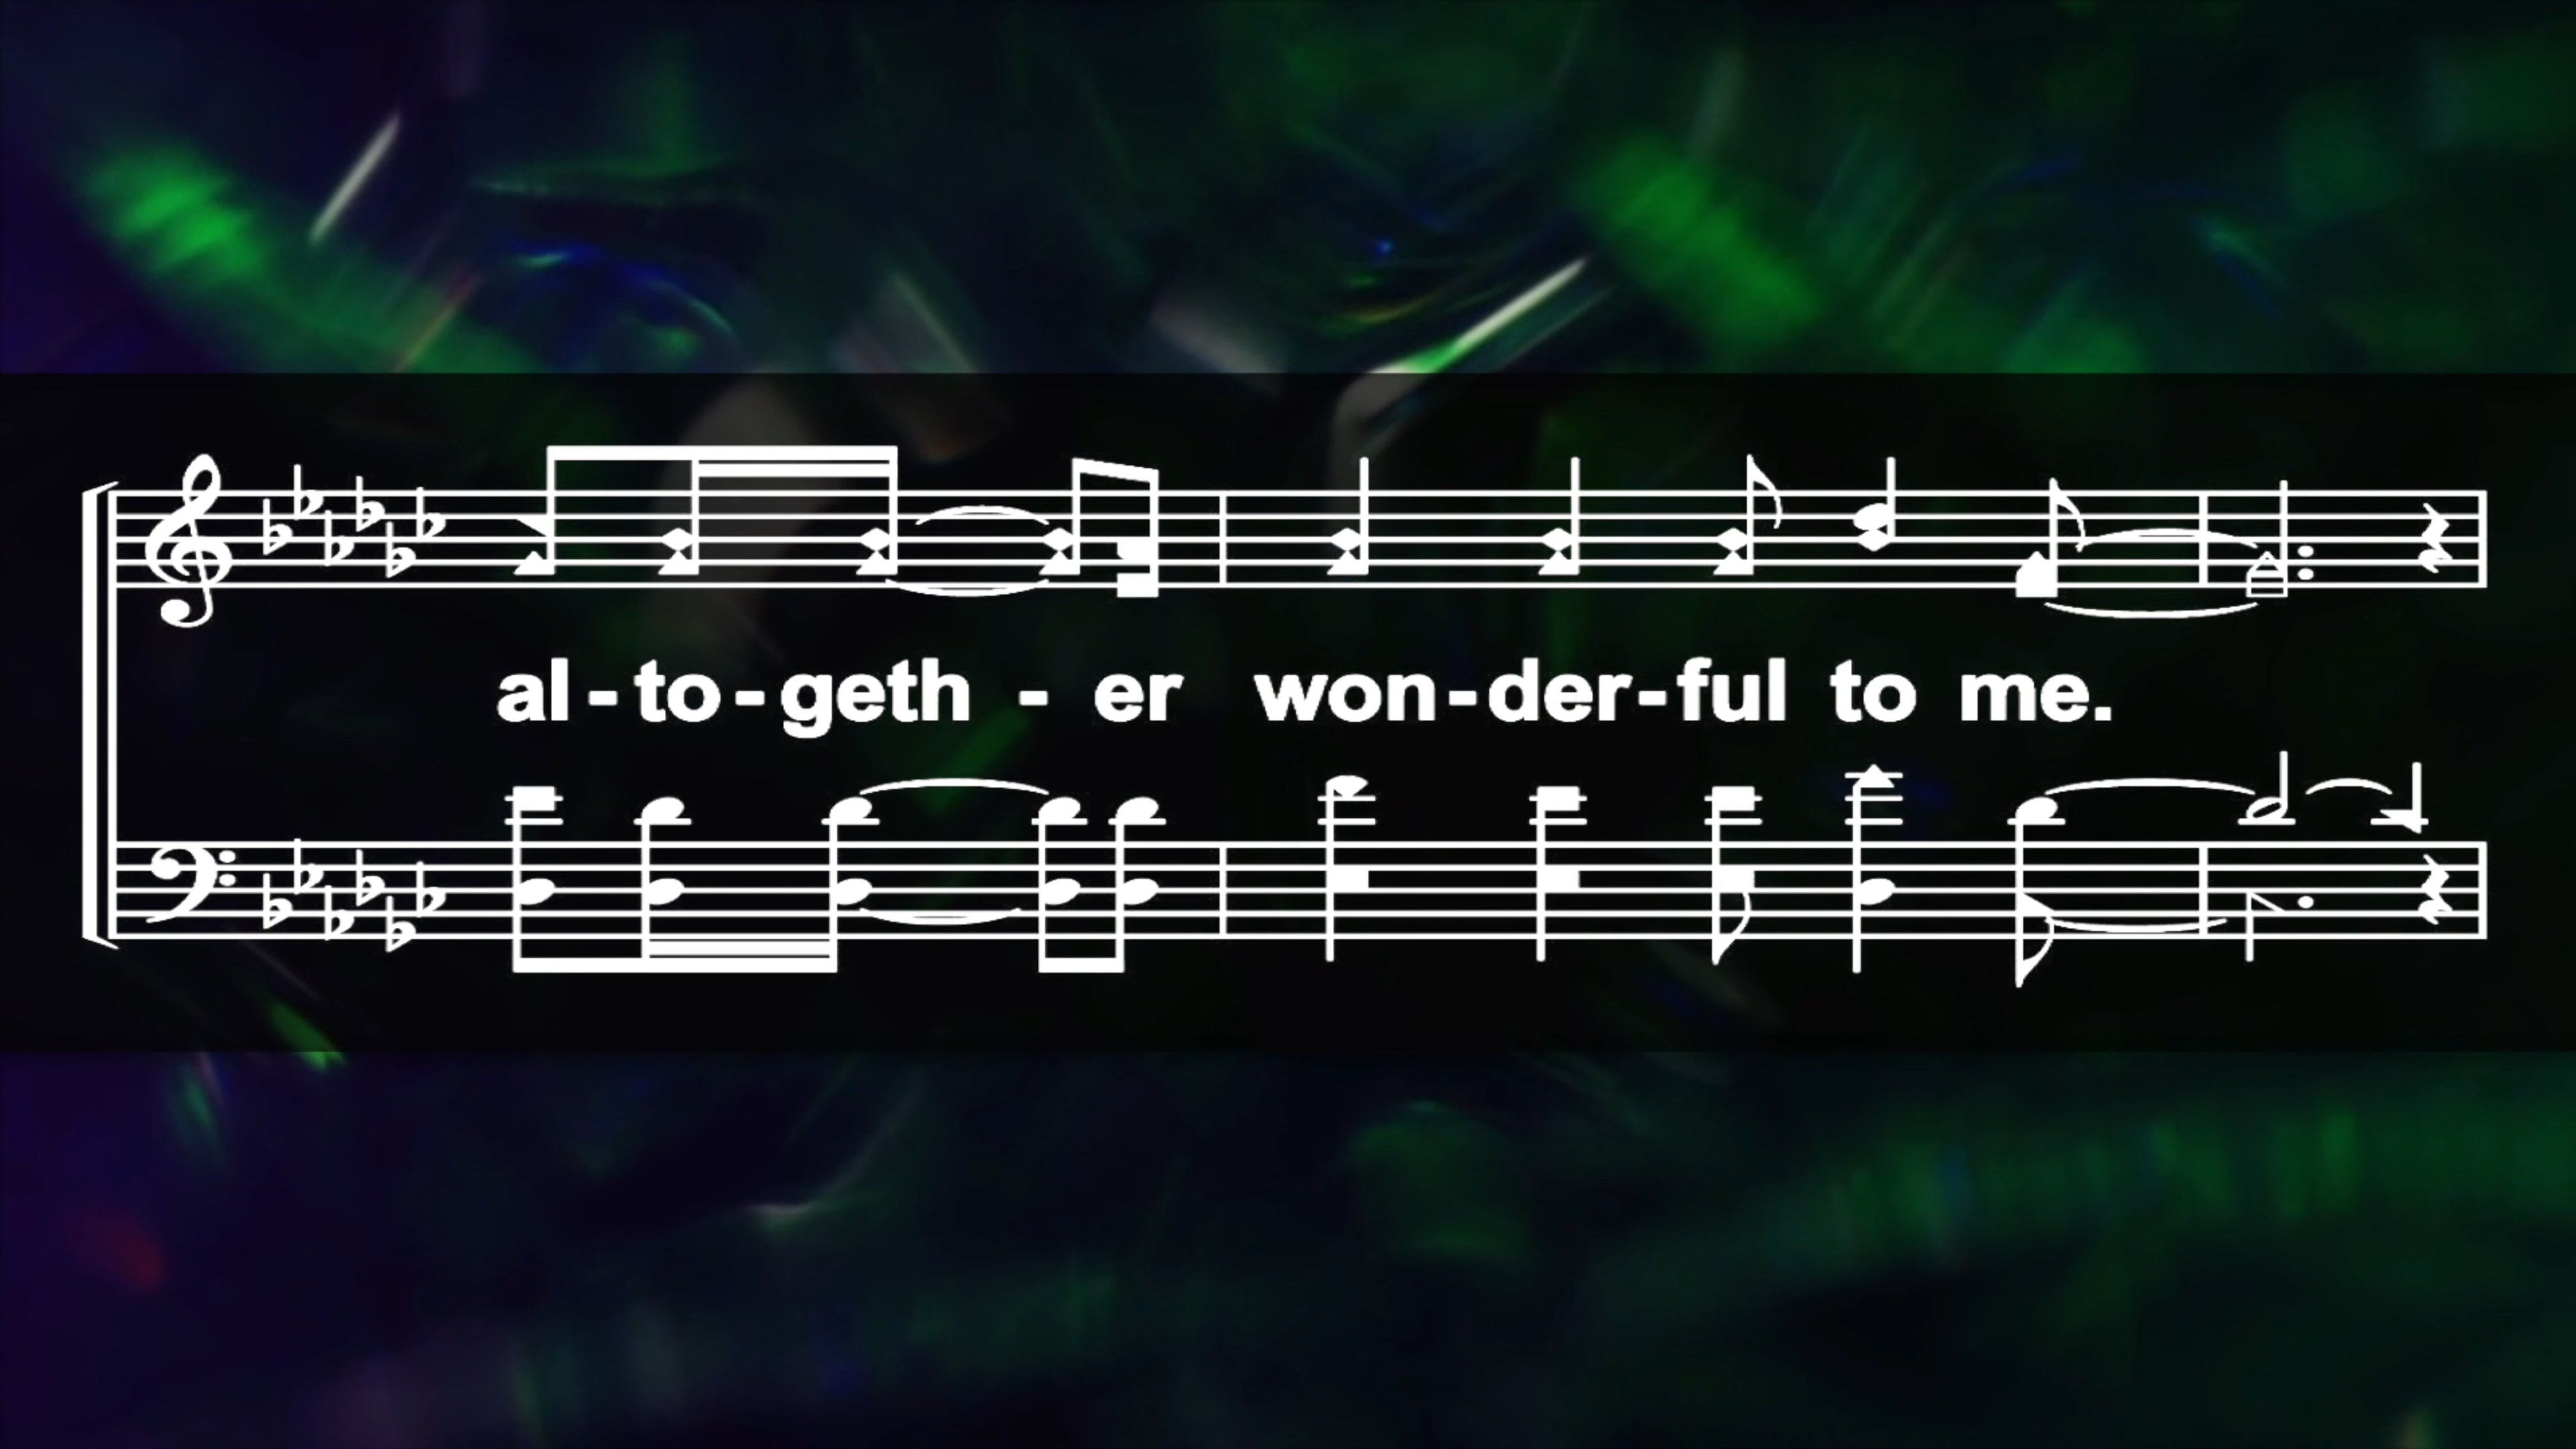 al - to - geth - er won - der - ful to me.